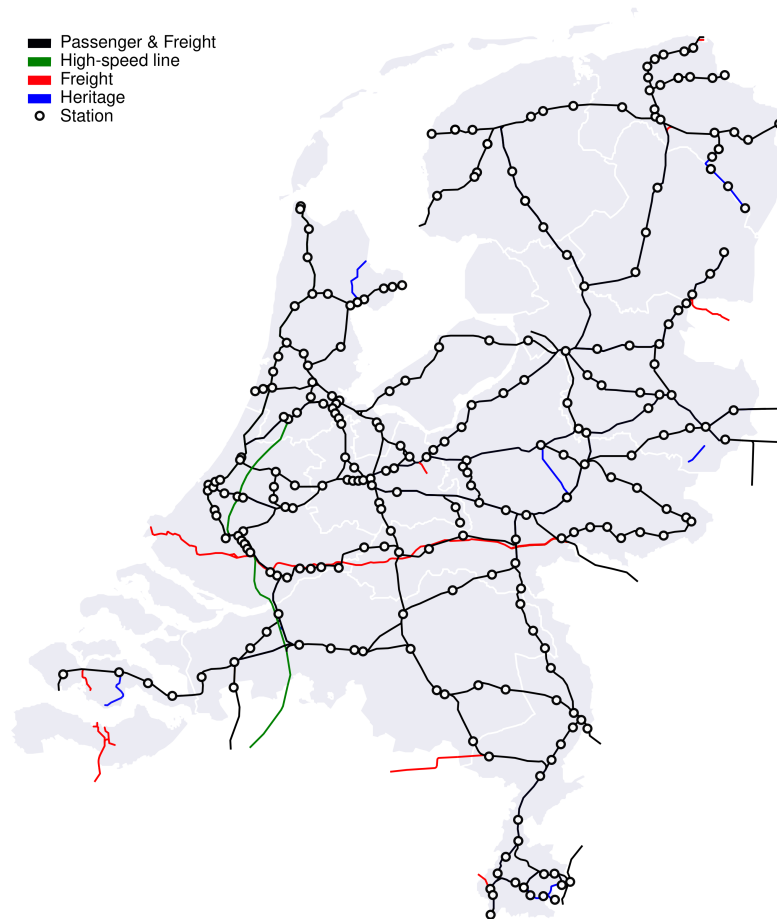 Passenger & Freight
High-speed line
Freight
Heritage
Station